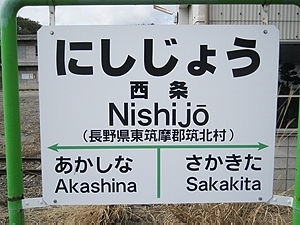 にしじょう
西条
Nishijō
(長野県東筑摩郡筑北村)
あかしな さかきた
Akashina Sakakita